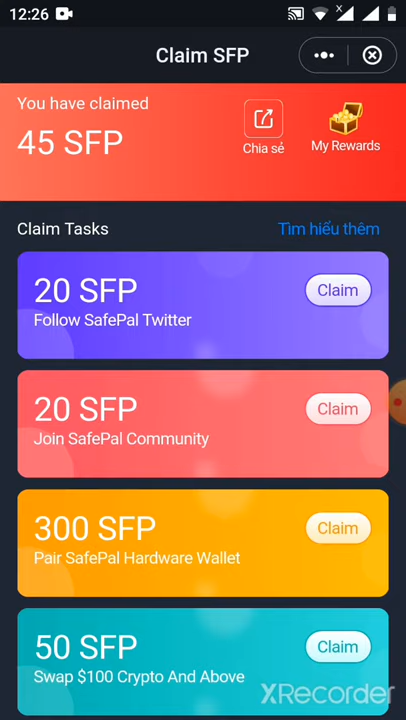 12:26
Claim SFP
You have claimed
45 SFP
Chia sẻ
My Rewards
Claim Tasks
Tìm hiểu thêm
20 SFP
Claim
Follow SafePal Twitter
20 SFP
Claim
Join SafePal Community
300 SFP
Claim
Pair SafePal Hardware Wallet
50 SFP
Claim
Swap $100 Crypto And Above
XRecorder